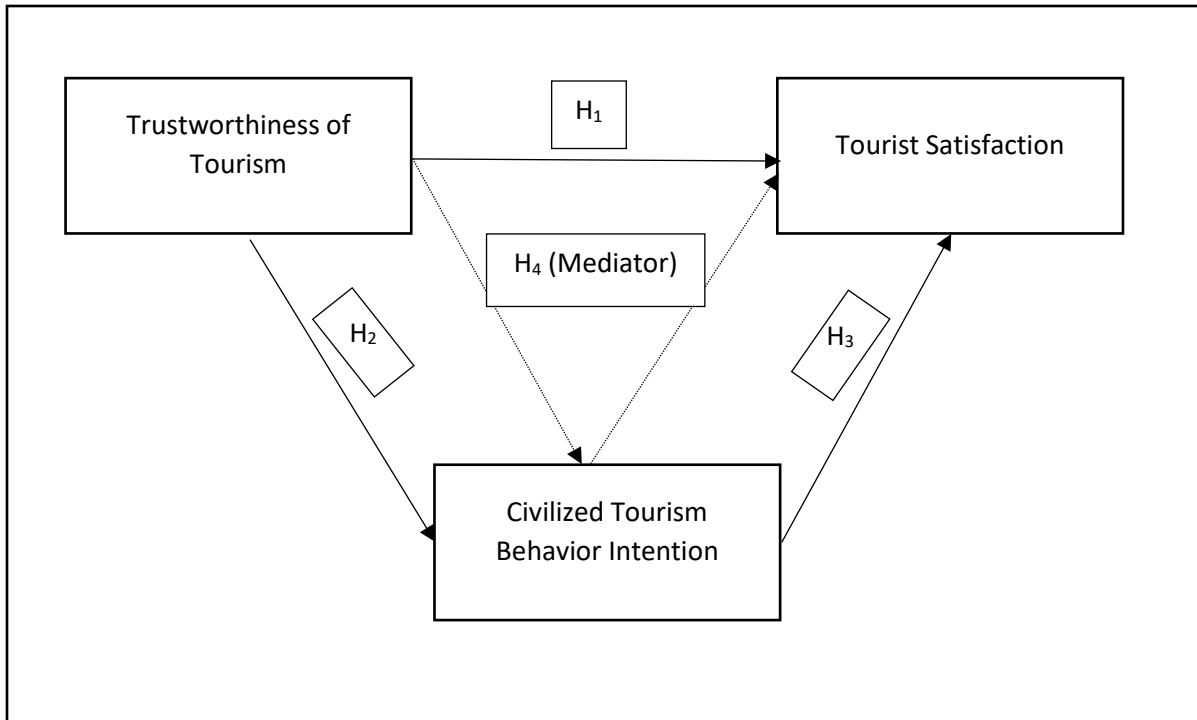 Trustworthiness of
Tourism
H₁
Tourist Satisfaction
H₄ (Mediator)
H₂
H₃
Civilized Tourism
Behavior Intention